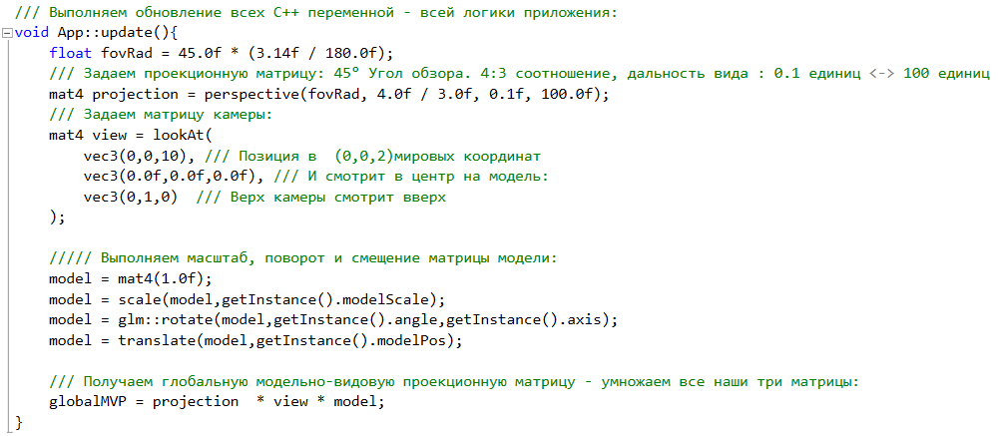 /// Выполняем обновление всех C++ переменной - всей логики приложения:
void App::update(){
float fovRad = 45.0f * (3.14f / 180.0f);
/// Задаем проекционную матрицу: 45° Угол обзора. 4:3 соотношение, дальность вида : 0.1 единиц <-> 100 единиц
mat4 projection = perspective(fovRad, 4.0f / 3.0f, 0.1f, 100.0f);
/// Задаем матрицу камеры:
mat4 view = lookAt(
vec3(0,0,10), /// Позиция в  (0,0,2)мировых координат
vec3(0.0f,0.0f,0.0f), /// И смотрит в центр на модель:
vec3(0,1,0)  /// Верх камеры смотрит вверх
);
///// Выполняем масштаб, поворот и смещение матрицы модели:
model = mat4(1.0f);
model = scale(model,getInstance().modelScale);
model = glm::rotate(model,getInstance().angle,getInstance().axis);
model = translate(model,getInstance().modelPos);
/// Получаем глобальную модельно-видовую проекционную матрицу - умножаем все наши три матрицы:
globalMVP = projection  * view * model;
}